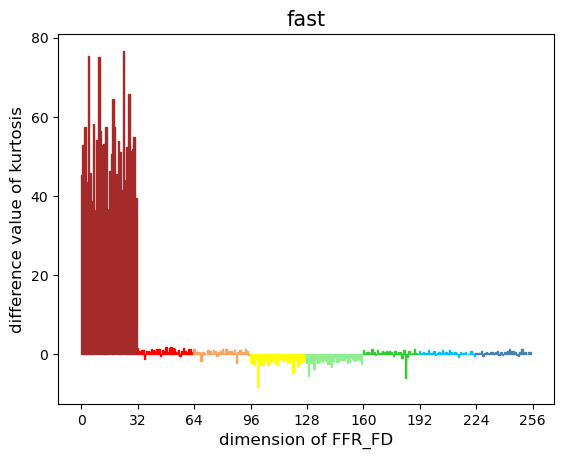 fast
difference value of kurtosis
80
60
40
20
0
0 32 64 96 128 160 192 224 256
dimension of FFR_FD